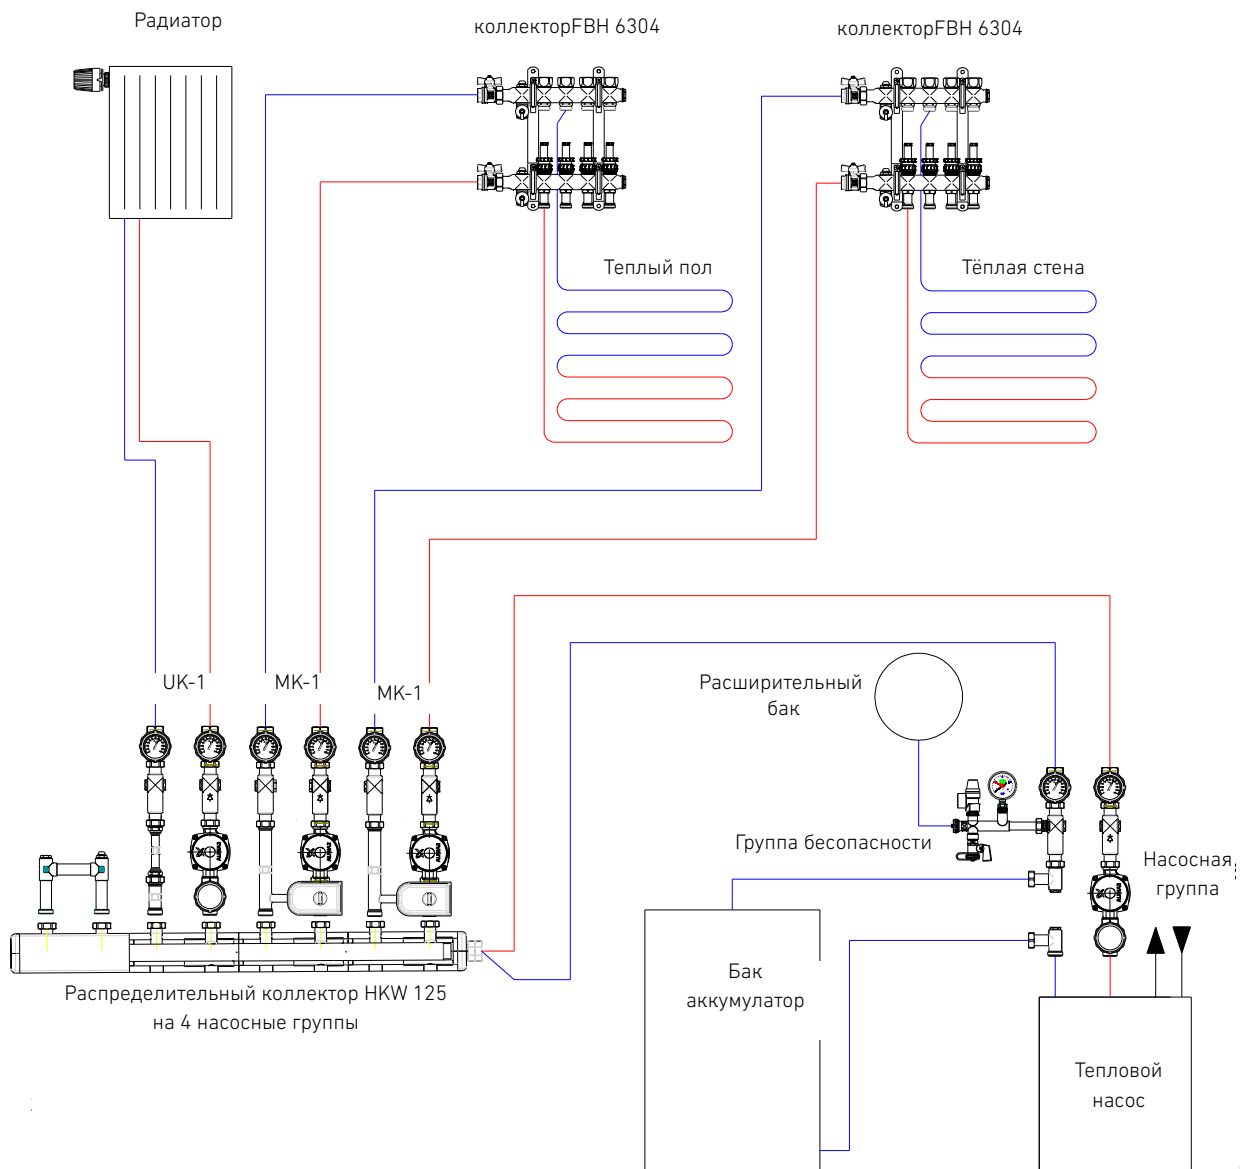 Радиатор
коллекторFBH 6304
коллекторFBH 6304
Теплый пол
Тёплая стена
UK-1
MK-1
MK-1
Расширительный
бак
Группа бесопасности
Насосная
группа
Бак
аккумулатор
Распределительный коллектор HKW 125
на 4 насосные группы
Тепловой
насос